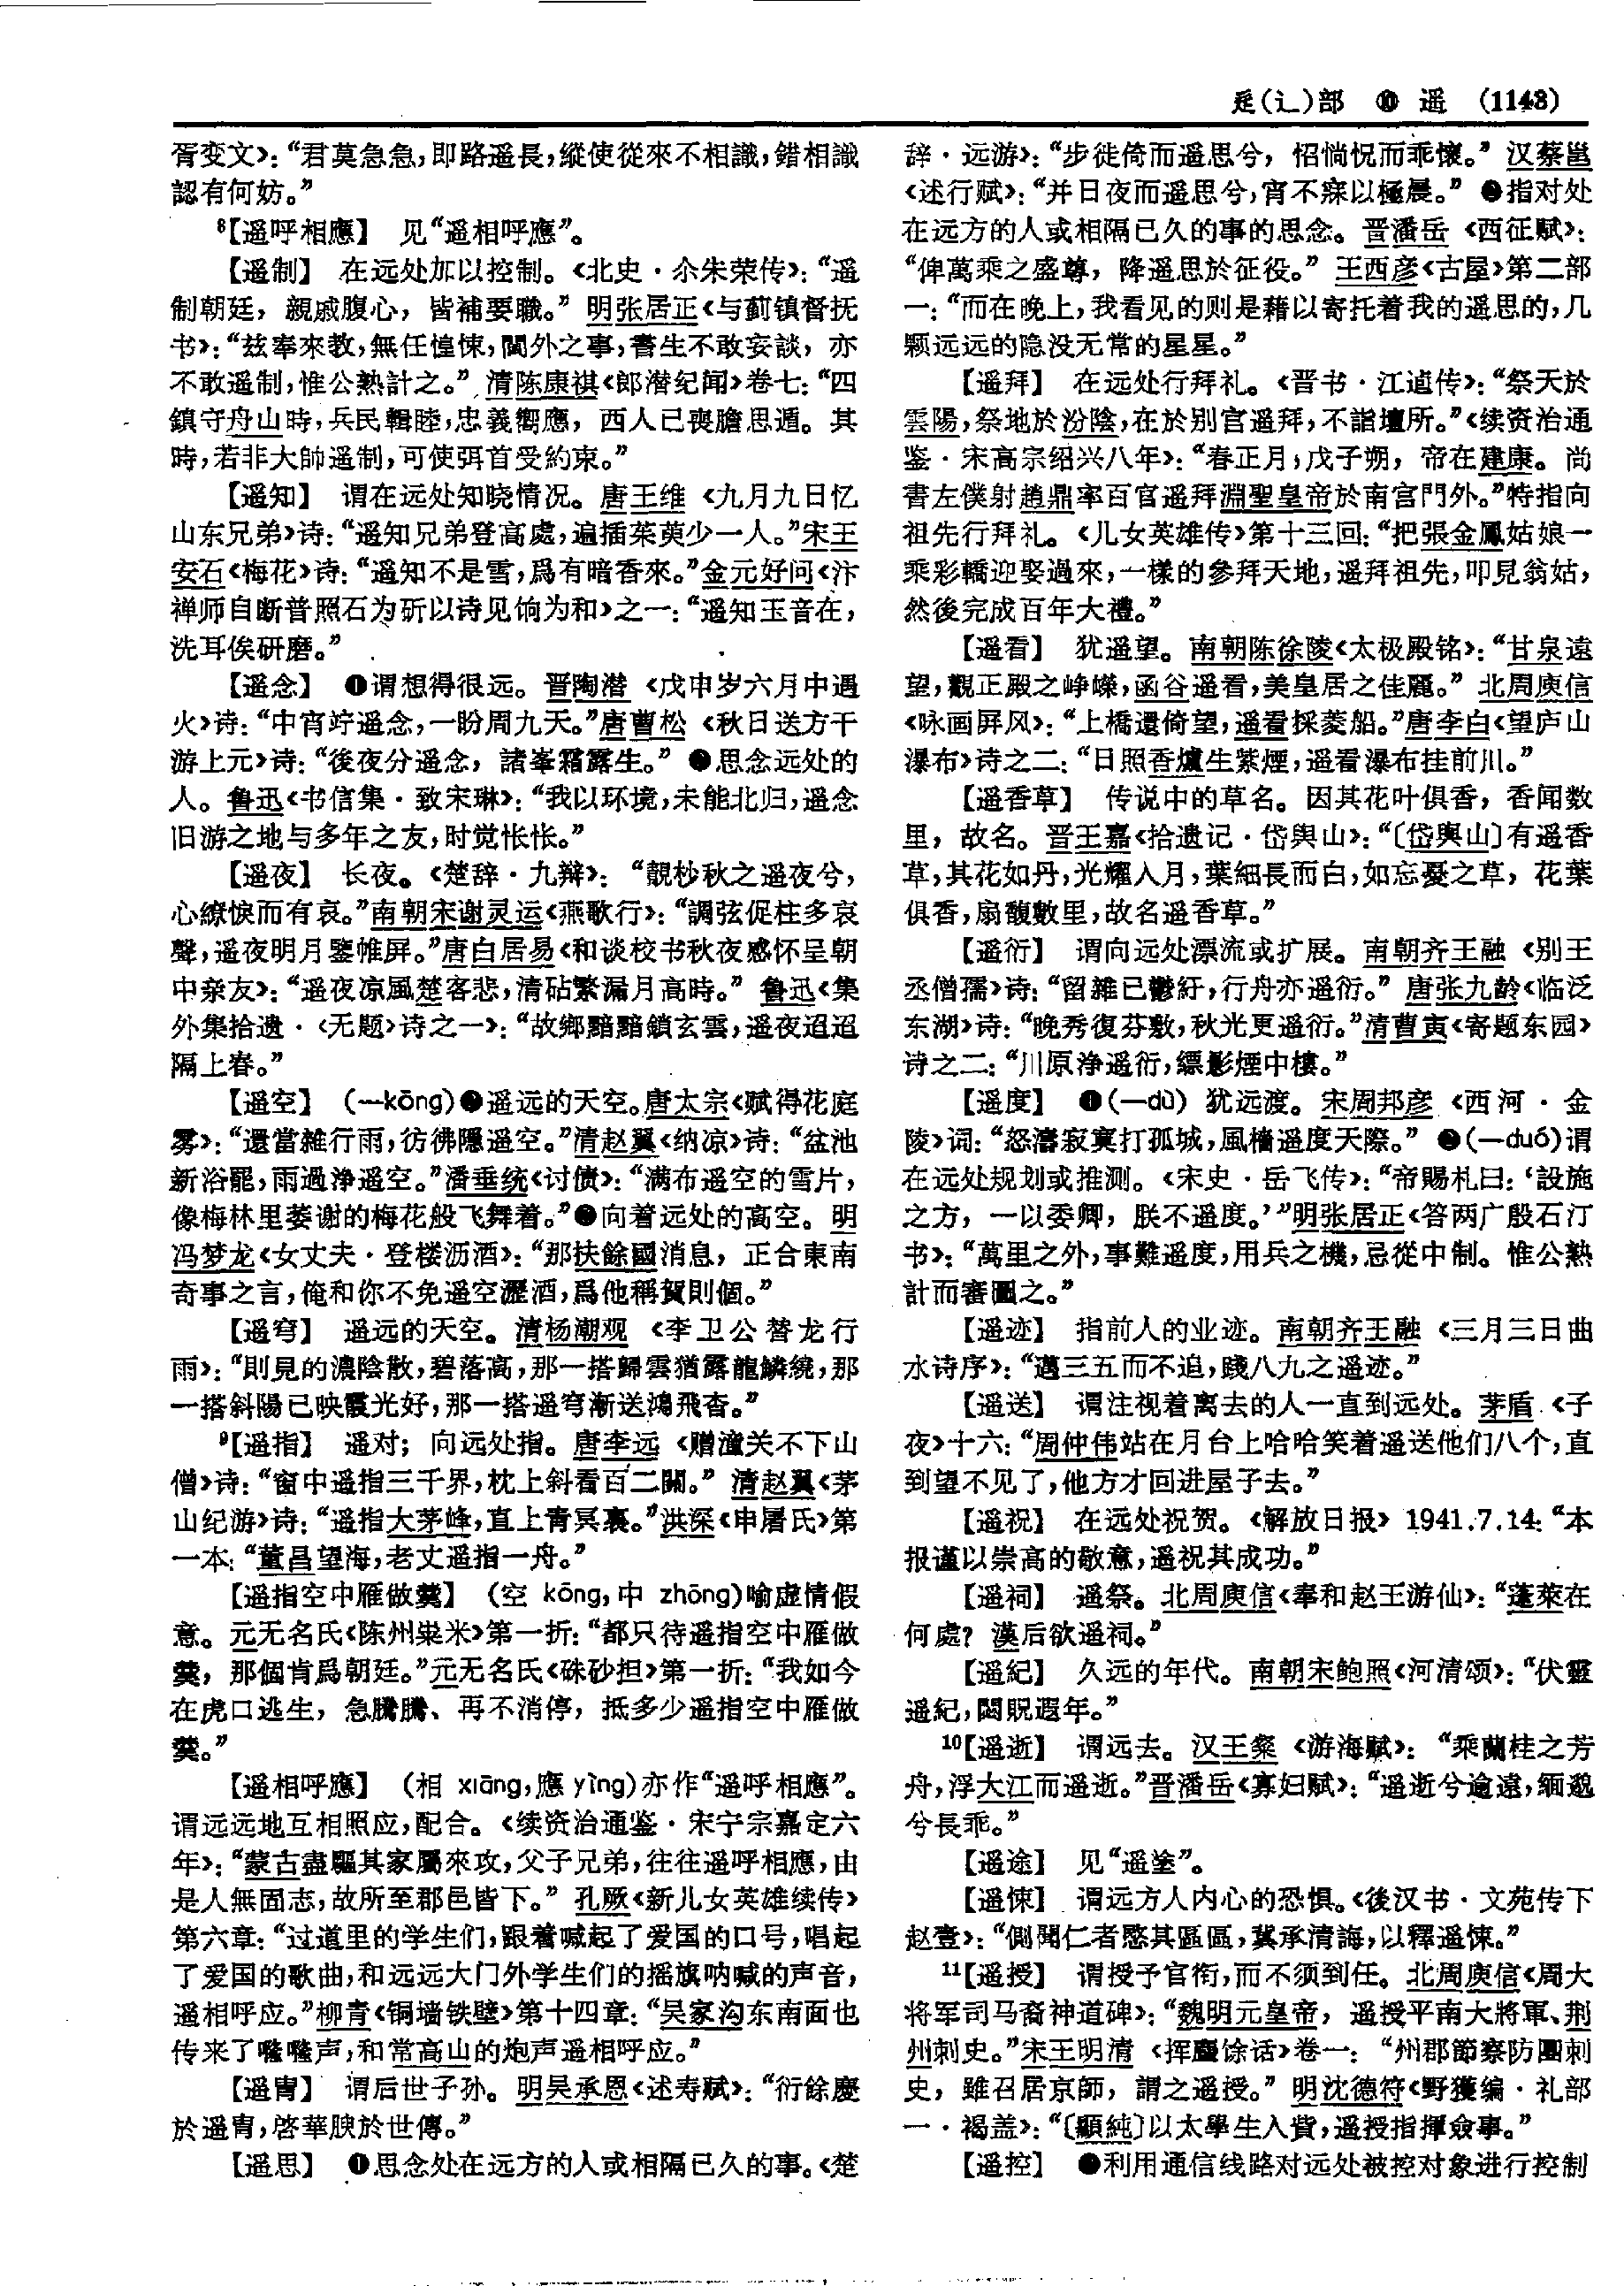 辵(辶)部 ⑩ 遥 (1143)
胥变文》：“君莫急急，即路遥長，縱使從來不相識，錯相識
認有何妨。”
⁸【遥呼相應】 见“遥相呼應”。
【遥制】 在远处加以控制。《北史·尒朱荣传》：“遥
制朝廷，親戚腹心，皆補要職。”明张居正《与蓟镇督抚
书》：“兹奉來教，無任惶悚，閫外之事，書生不敢妄談，亦
不敢遥制，惟公熟計之。”清陈康祺《郎潜纪闻》卷七：“四
鎮守舟山時，兵民輯睦，忠義嚮應，西人已喪膽思遁。其
時，若非大帥遥制，可使弭首受約束。”
【遥知】 谓在远处知晓情况。唐王维《九月九日忆
山东兄弟》诗：“遥知兄弟登高處，遍插茱萸少一人。”宋王
安石《梅花》诗：“遥知不是雪，爲有暗香來。”金元好问《汴
禅师自断普照石为斫以诗见饷为和》之一：“遥知玉音在，
洗耳俟研磨。”
【遥念】 ❶谓想得很远。晋陶潜《戊申岁六月中遇
火》诗：“中宵竚遥念，一盼周九天。”唐曹松《秋日送方干
游上元》诗：“後夜分遥念，諸峯霜露生。”❷思念远处的
人。鲁迅《书信集·致宋琳》：“我以环境，未能北归，遥念
旧游之地与多年之友，时觉怅怅。”
【遥夜】 长夜。《楚辞·九辩》：“靚杪秋之遥夜兮，
心繚悷而有哀。”南朝宋谢灵运《燕歌行》：“調弦促柱多哀
聲，遥夜明月鑒帷屏。”唐白居易《和谈校书秋夜感怀呈朝
中亲友》：“遥夜凉風楚客悲，清砧繁漏月高時。”鲁迅《集
外集拾遗·〈无题〉诗之一》：“故鄉黯黯鎖玄雲，遥夜迢迢
隔上春。”
【遥空】 (—kōng)❶遥远的天空。唐太宗《赋得花庭
雾》：“還當雜行雨，彷彿隱遥空。”清赵翼《纳凉》诗：“盆池
新浴罷，雨過浄遥空。”潘垂统《讨债》：“满布遥空的雪片，
像梅林里萎谢的梅花般飞舞着。”❷向着远处的高空。明
冯梦龙《女丈夫·登楼沥酒》：“那扶餘國消息，正合東南
奇事之言，俺和你不免遥空瀝酒，爲他稱賀則個。”
【遥穹】 遥远的天空。清杨潮观《李卫公替龙行
雨》：“則見的濃陰散，碧落高，那一搭歸雲猶露龍鱗繞，那
一搭斜陽已映霞光好，那一搭遥穹漸送鴻飛杳。”
⁹【遥指】 遥对；向远处指。唐李远《赠潼关不下山
僧》诗：“窗中遥指三千界，枕上斜看百二關。”清赵翼《茅
山纪游》诗：“遥指大茅峰，直上青冥裏。”洪深《申屠氏》第
一本：“董昌望海，老丈遥指一舟。”
【遥指空中雁做羹】 (空 kōng，中 zhōng)喻虚情假
意。元无名氏《陈州粜米》第一折：“都只待遥指空中雁做
羹，那個肯爲朝廷。”元无名氏《硃砂担》第一折：“我如今
在虎口逃生，急騰騰、再不消停，抵多少遥指空中雁做
羹。”
【遥相呼應】 (相 xiāng，應 yìng)亦作“遥呼相應”。
谓远远地互相照应，配合。《续资治通鉴·宋宁宗嘉定六
年》：“蒙古盡驅其家屬來攻，父子兄弟，往往遥呼相應，由
是人無固志，故所至郡邑皆下。”孔厥《新儿女英雄续传》
第六章：“过道里的学生们，跟着喊起了爱国的口号，唱起
了爱国的歌曲，和远远大门外学生们的摇旗呐喊的声音，
遥相呼应。”柳青《铜墙铁壁》第十四章：“吴家沟东南面也
传来了嗡嗡声，和常高山的炮声遥相呼应。”
【遥胄】 谓后世子孙。明吴承恩《述寿赋》：“衍餘慶
於遥胄，啓華腴於世傳。”
【遥思】 ❶思念处在远方的人或相隔已久的事。《楚
辞·远游》：“步徙倚而遥思兮，怊惝怳而乖懷。”汉蔡邕
《述行赋》：“并日夜而遥思兮，宵不寐以極晨。”❷指对处
在远方的人或相隔已久的事的思念。晋潘岳《西征赋》：
“俾萬乘之盛尊，降遥思於征役。”王西彦《古屋》第二部
一：“而在晚上，我看见的则是藉以寄托着我的遥思的，几
颗远远的隐没无常的星星。”
【遥拜】 在远处行拜礼。《晋书·江逌传》：“祭天於
雲陽，祭地於汾陰，在於别宫遥拜，不詣壇所。”《续资治通
鉴·宋高宗绍兴八年》：“春正月，戊子朔，帝在建康。尚
書左僕射趙鼎率百官遥拜淵聖皇帝於南宫門外。”特指向
祖先行拜礼。《儿女英雄传》第十三回：“把張金鳳姑娘一
乘彩轎迎娶過來，一樣的參拜天地，遥拜祖先，叩見翁姑，
然後完成百年大禮。”
【遥看】 犹遥望。南朝陈徐陵《太极殿铭》：“甘泉遠
望，觀正殿之峥嶸，函谷遥看，美皇居之佳麗。”北周庾信
《咏画屏风》：“上橋還倚望，遥看採菱船。”唐李白《望庐山
瀑布》诗之二：“日照香爐生紫煙，遥看瀑布挂前川。”
【遥香草】 传说中的草名。因其花叶俱香，香闻数
里，故名。晋王嘉《拾遗记·岱舆山》：“〔岱輿山〕有遥香
草，其花如丹，光耀入月，葉細長而白，如忘憂之草，花葉
俱香，扇馥數里，故名遥香草。”
【遥衍】 谓向远处漂流或扩展。南朝齐王融《别王
丞僧孺》诗：“留雜已鬱紆，行舟亦遥衍。”唐张九龄《临泛
东湖》诗：“晚秀復芬敷，秋光更遥衍。”清曹寅《寄题东园》
诗之二：“川原浄遥衍，縹影煙中樓。”
【遥度】 ❶(—dù) 犹远渡。宋周邦彦《西河·金
陵》词：“怒濤寂寞打孤城，風檣遥度天際。”❷(—duó)谓
在远处规划或推测。《宋史·岳飞传》：“帝賜札曰：‘設施
之方，一以委卿，朕不遥度。’”明张居正《答两广殷石汀
书》：“萬里之外，事難遥度，用兵之機，忌從中制。惟公熟
計而審圖之。”
【遥迹】 指前人的业迹。南朝齐王融《三月三日曲
水诗序》：“邁三五而不追，踐八九之遥迹。”
【遥送】 谓注视着离去的人一直到远处。茅盾《子
夜》十六：“周仲伟站在月台上哈哈笑着遥送他们八个，直
到望不见了，他方才回进屋子去。”
【遥祝】 在远处祝贺。《解放日报》1941.7.14：“本
报谨以崇高的敬意，遥祝其成功。”
【遥祠】 遥祭。北周庾信《奉和赵王游仙》：“蓬萊在
何處？漢后欲遥祠。”
【遥紀】 久远的年代。南朝宋鲍照《河清颂》：“伏靈
遥紀，閟貺遐年。”
¹⁰【遥逝】 谓远去。汉王粲《游海赋》：“乘蘭桂之芳
舟，浮大江而遥逝。”晋潘岳《寡妇赋》：“遥逝兮逾遠，緬邈
兮長乖。”
【遥途】 见“遥塗”。
【遥悚】 谓远方人内心的恐惧。《後汉书·文苑传下
赵壹》：“側聞仁者愍其區區，冀承清誨，以釋遥悚。”
¹¹【遥授】 谓授予官衔，而不须到任。北周庾信《周大
将军司马裔神道碑》：“魏明元皇帝，遥授平南大將軍、荆
州刺史。”宋王明清《挥麈馀话》卷一：“州郡節察防團刺
史，雖召居京師，謂之遥授。”明沈德符《野獲编·礼部
一·褐盖》：“〔顯純〕以太學生入貲，遥授指揮僉事。”
【遥控】 ❶利用通信线路对远处被控对象进行控制